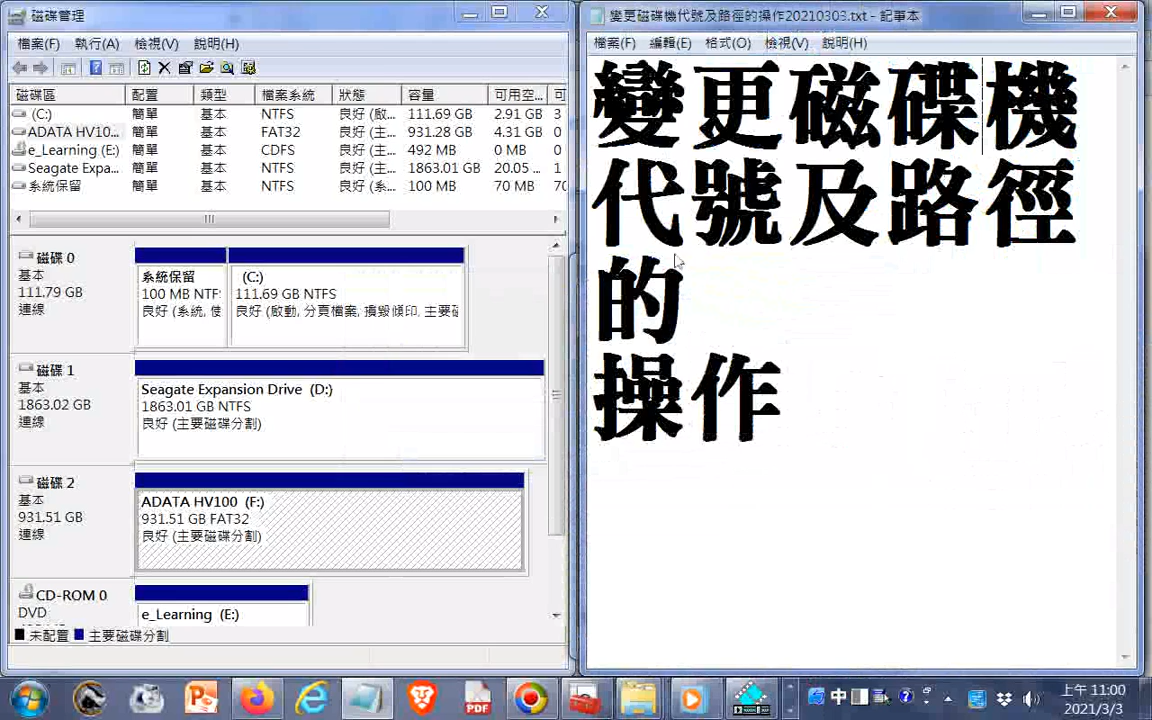 磁碟管理
檔案(F) 執行(A) 檢視(V) 說明(H)
磁碟區 配置 類型 檔案系統 狀態 容量 可用空... 可
(C:) 簡單 基本 NTFS 良好 (啟... 111.69 GB 2.91 GB 3
ADATA HV10... 簡單 基本 FAT32 良好 (主... 931.28 GB 4.31 GB 0
e_Learning (E:) 簡單 基本 CDFS 良好 (主... 492 MB 0 MB 0
Seagate Expa... 簡單 基本 NTFS 良好 (主... 1863.01 GB 20.05 ... 1
系統保留 簡單 基本 NTFS 良好 (系... 100 MB 70 MB 70
磁碟 0
基本
111.79 GB
連線
系統保留
100 MB NTF
良好 (系統, 使
(C:)
111.69 GB NTFS
良好 (啟動, 分頁檔案, 損毀傾印, 主要
磁碟 1
基本
1863.02 GB
連線
Seagate Expansion Drive (D:)
1863.01 GB NTFS
良好 (主要磁碟分割)
磁碟 2
基本
931.51 GB
連線
ADATA HV100 (F:)
931.51 GB FAT32
良好 (主要磁碟分割)
CD-ROM 0
DVD
e_Learning (E:)
未配置 主要磁碟分割
變更磁碟機代號及路徑的操作20210303.txt - 記事本
檔案(F) 編輯(E) 格式(O) 檢視(V) 說明(H)
變更磁碟機
代號及路徑
的
操作
PDF
中
上午 11:00
2021/3/3